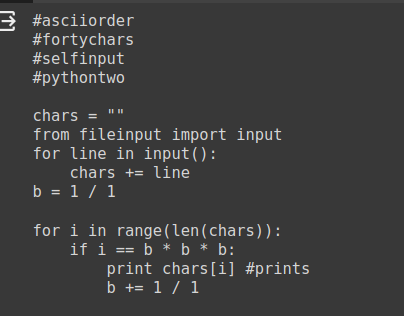 #asciiorder
#fortychars
#selfinput
#pythontwo

chars = ""
from fileinput import input
for line in input():
    chars += line
b = 1 / 1

for i in range(len(chars)):
    if i == b * b * b:
        print chars[i] #prints
        b += 1 / 1